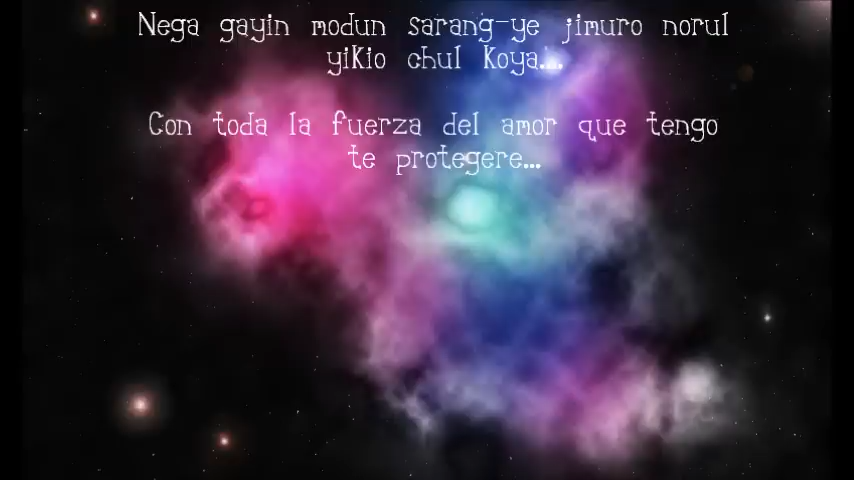 Nega gayin modun sarang-ye jimuro norul
yikio chul koya...
Con toda la fuerza del amor que tengo
te protegere...